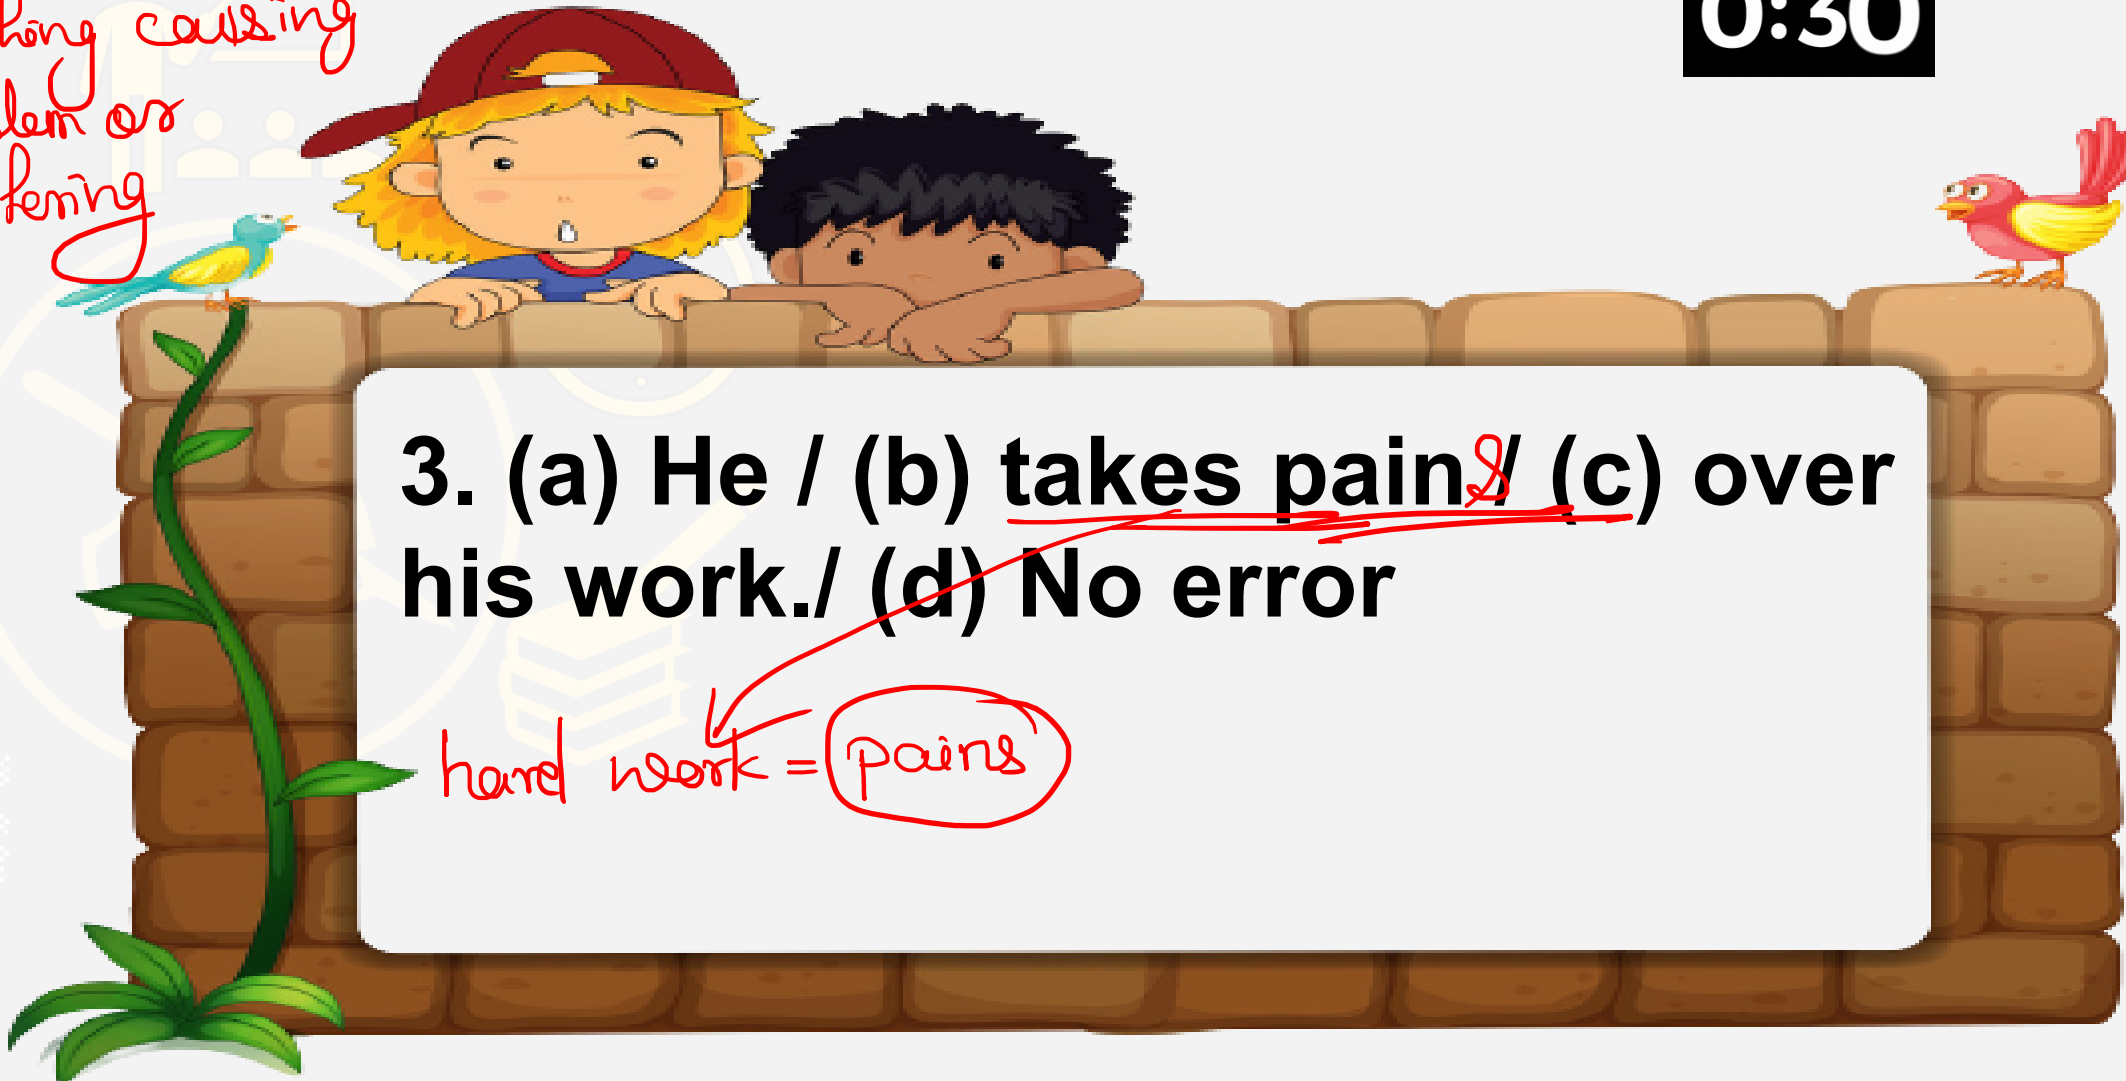 causing
0:30
or
3. (a) He / (b) takes pains/ (c) over
his work./ (d) No error
hard work = pains